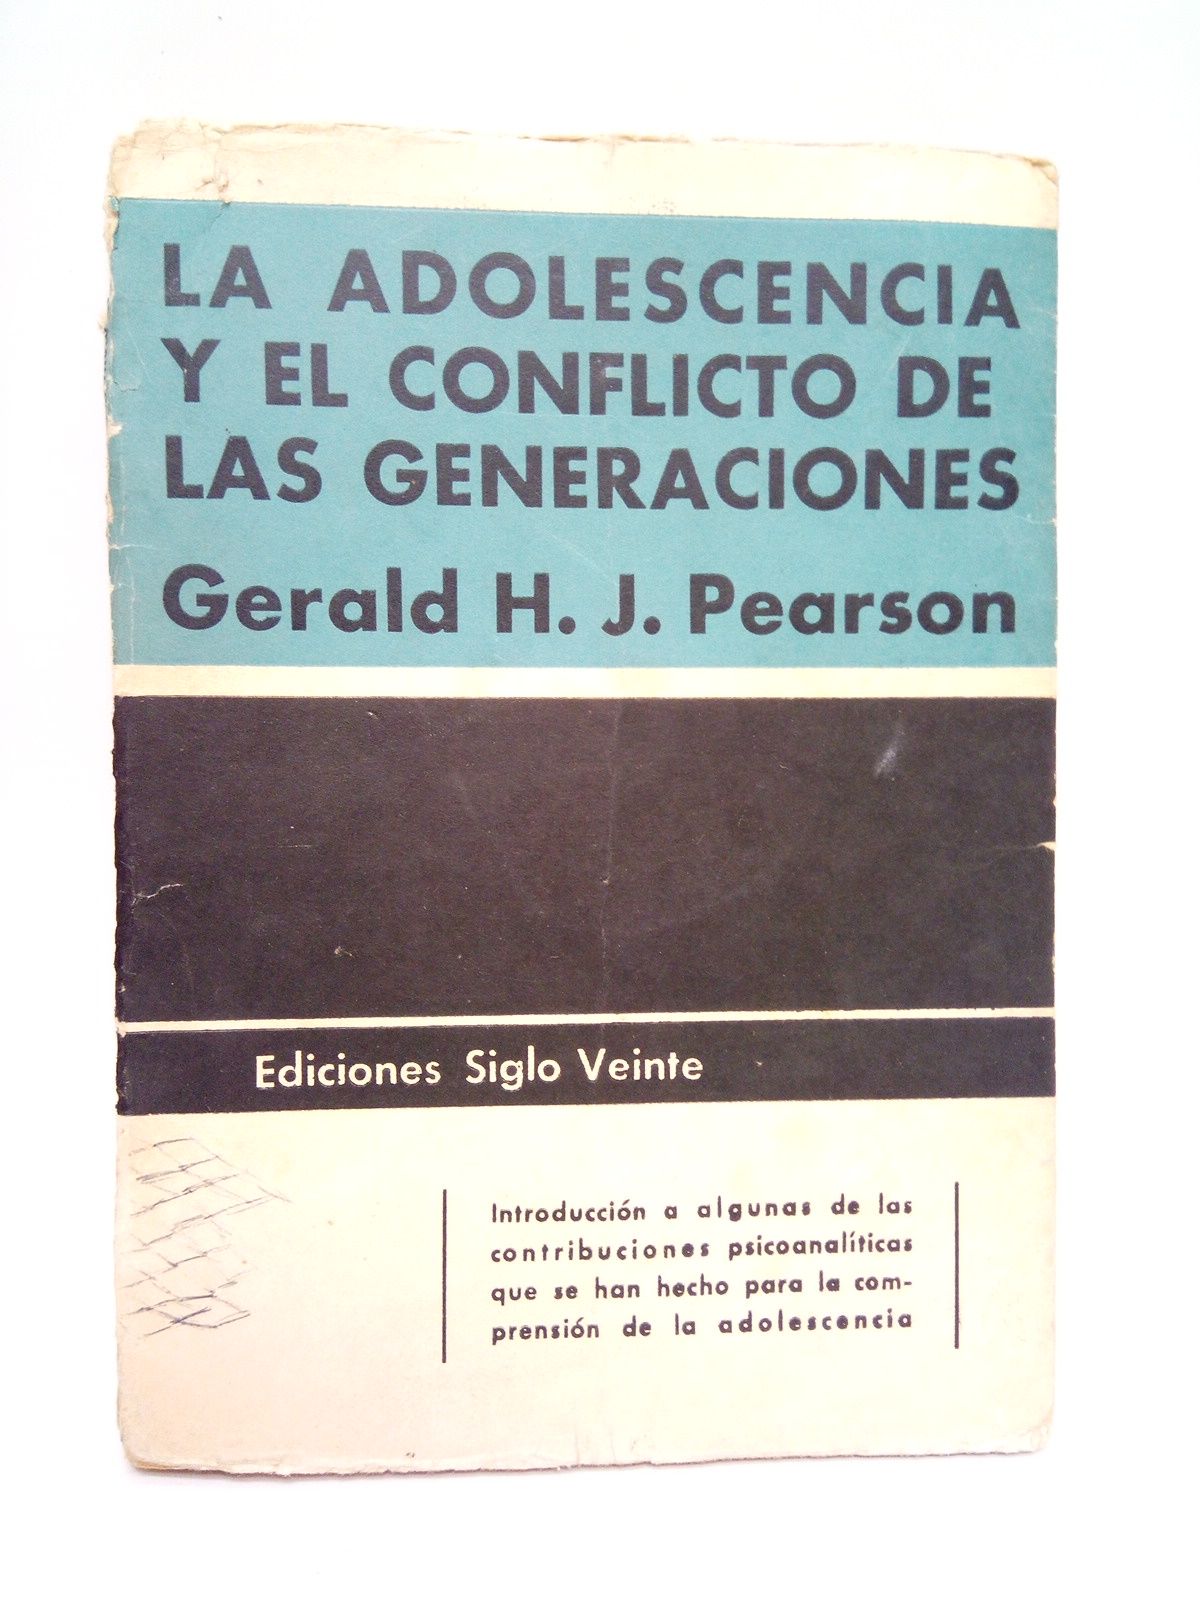 LA ADOLESCENCIA
Y EL CONFLICTO DE
LAS GENERACIONES
Gerald H. J. Pearson
Ediciones Siglo Veinte
Introducción a algunas de las
contribuciones psicoanalíticas
que se han hecho para la com-
prensión de la adolescencia